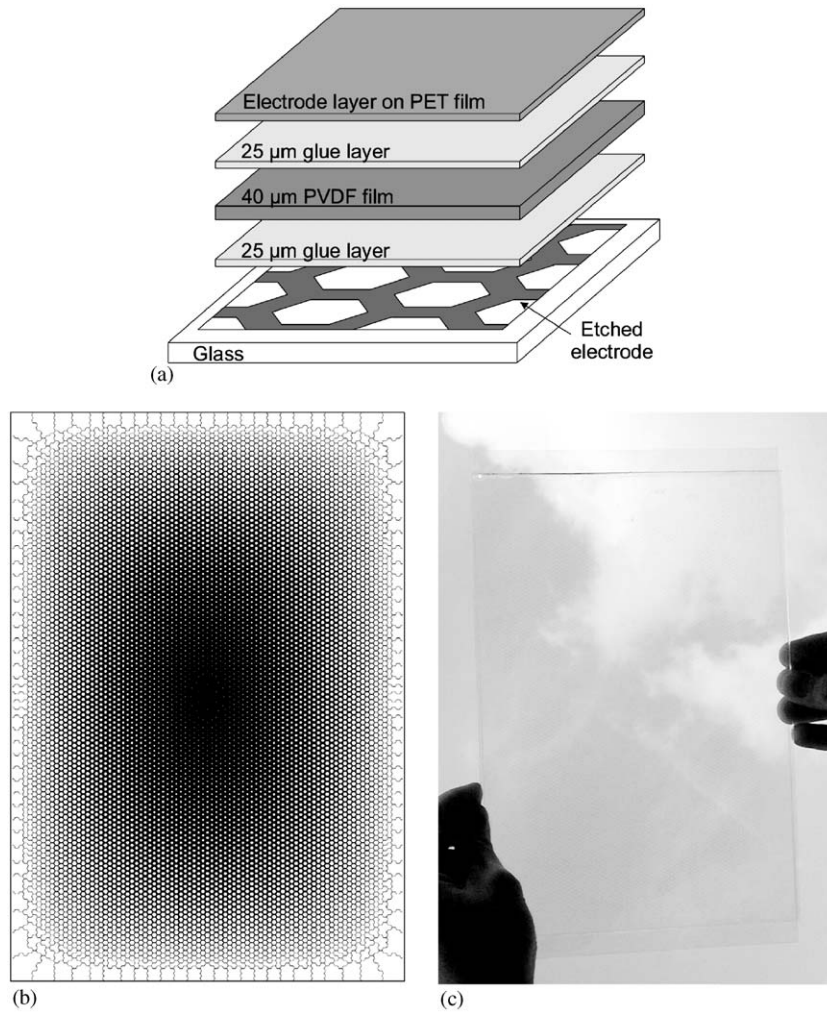 Electrode layer on PET film
25 µm glue layer
40 µm PVDF film
25 µm glue layer
Glass
Etched
electrode
(a)
(b)
(c)